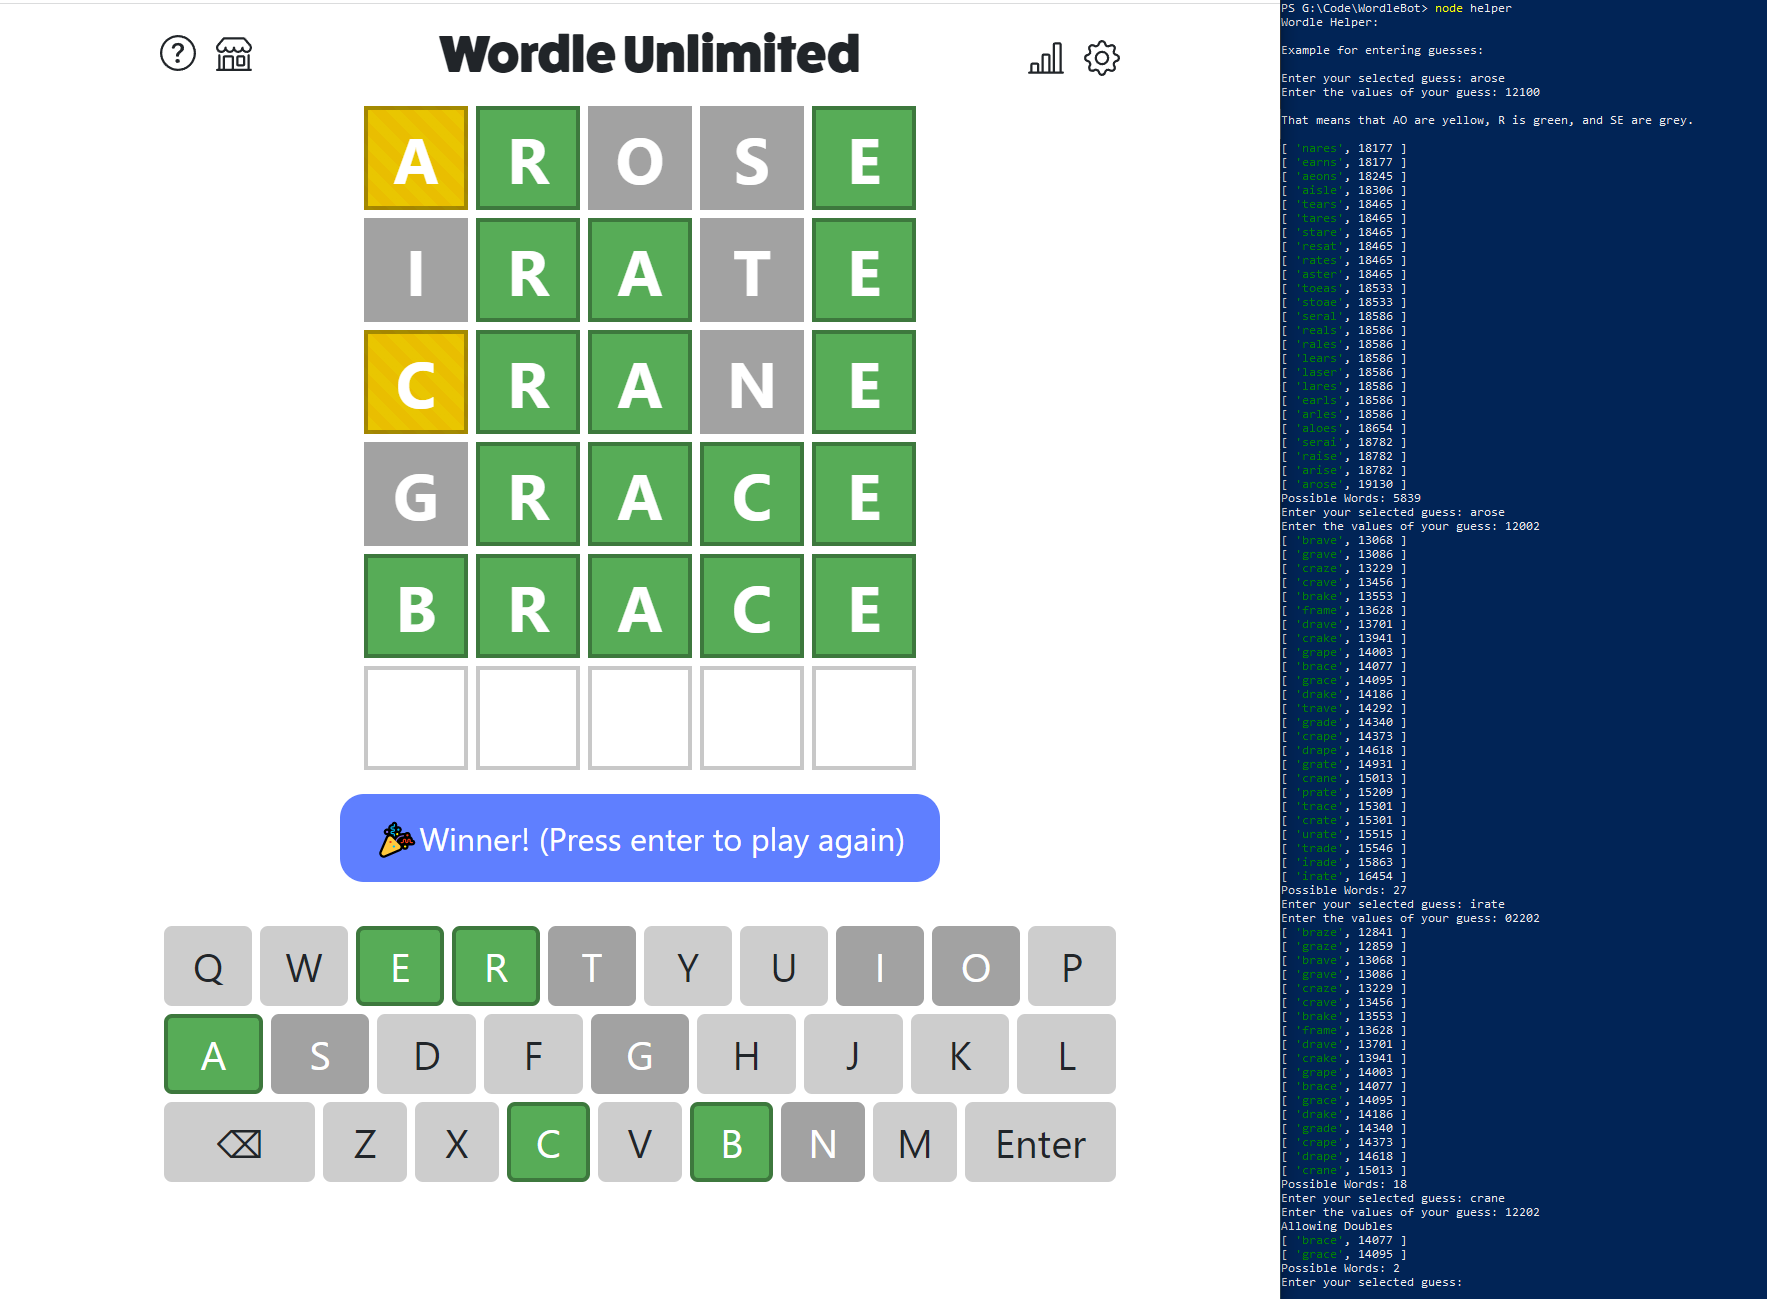 Wordle Unlimited
A R O S E
I R A T E
C R A N E
G R A C E
B R A C E
🎉Winner! (Press enter to play again)
Q W E R T Y U I O P
A S D F G H J K L
⌫ Z X C V B N M Enter
PS G:\Code\WordleBot> node helper
Wordle Helper:
Example for entering guesses:
Enter your selected guess: arose
Enter the values of your guess: 12100
That means that AO are yellow, R is green, and SE are grey.
[ 'nares', 18177 ]
[ 'earns', 18177 ]
[ 'aeons', 18245 ]
[ 'aisle', 18306 ]
[ 'tears', 18465 ]
[ 'tares', 18465 ]
[ 'stare', 18465 ]
[ 'resat', 18465 ]
[ 'rates', 18465 ]
[ 'aster', 18465 ]
[ 'toeas', 18533 ]
[ 'stoae', 18533 ]
[ 'seral', 18586 ]
[ 'reals', 18586 ]
[ 'rales', 18586 ]
[ 'lears', 18586 ]
[ 'laser', 18586 ]
[ 'lares', 18586 ]
[ 'earls', 18586 ]
[ 'arles', 18586 ]
[ 'aloes', 18654 ]
[ 'serai', 18782 ]
[ 'raise', 18782 ]
[ 'arise', 18782 ]
[ 'arose', 19130 ]
Possible Words: 5839
Enter your selected guess: arose
Enter the values of your guess: 12002
[ 'brave', 13068 ]
[ 'grave', 13086 ]
[ 'craze', 13229 ]
[ 'crave', 13456 ]
[ 'brake', 13553 ]
[ 'frame', 13628 ]
[ 'drave', 13701 ]
[ 'crake', 13941 ]
[ 'grape', 14003 ]
[ 'brace', 14077 ]
[ 'grace', 14095 ]
[ 'drake', 14186 ]
[ 'trave', 14292 ]
[ 'grade', 14340 ]
[ 'crape', 14373 ]
[ 'drape', 14618 ]
[ 'grate', 14931 ]
[ 'crane', 15013 ]
[ 'prate', 15209 ]
[ 'trace', 15301 ]
[ 'crate', 15301 ]
[ 'urate', 15515 ]
[ 'trade', 15546 ]
[ 'irade', 15863 ]
[ 'irate', 16454 ]
Possible Words: 27
Enter your selected guess: irate
Enter the values of your guess: 02202
[ 'braze', 12841 ]
[ 'graze', 12859 ]
[ 'brave', 13068 ]
[ 'grave', 13086 ]
[ 'craze', 13229 ]
[ 'crave', 13456 ]
[ 'brake', 13553 ]
[ 'frame', 13628 ]
[ 'drave', 13701 ]
[ 'crake', 13941 ]
[ 'grape', 14003 ]
[ 'brace', 14077 ]
[ 'grace', 14095 ]
[ 'drake', 14186 ]
[ 'grade', 14340 ]
[ 'crape', 14373 ]
[ 'drape', 14618 ]
[ 'crane', 15013 ]
Possible Words: 18
Enter your selected guess: crane
Enter the values of your guess: 12202
Allowing Doubles
[ 'brace', 14077 ]
[ 'grace', 14095 ]
Possible Words: 2
Enter your selected guess: